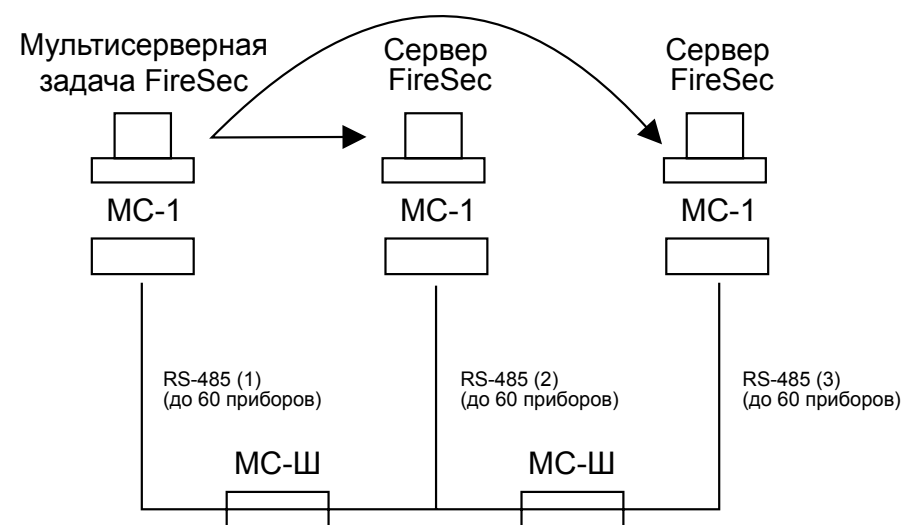 Мультисерверная
задача FireSec
Сервер
FireSec
Сервер
FireSec
МС-1
МС-1
МС-1
RS-485 (1)
(до 60 приборов)
RS-485 (2)
(до 60 приборов)
RS-485 (3)
(до 60 приборов)
МС-Ш
МС-Ш